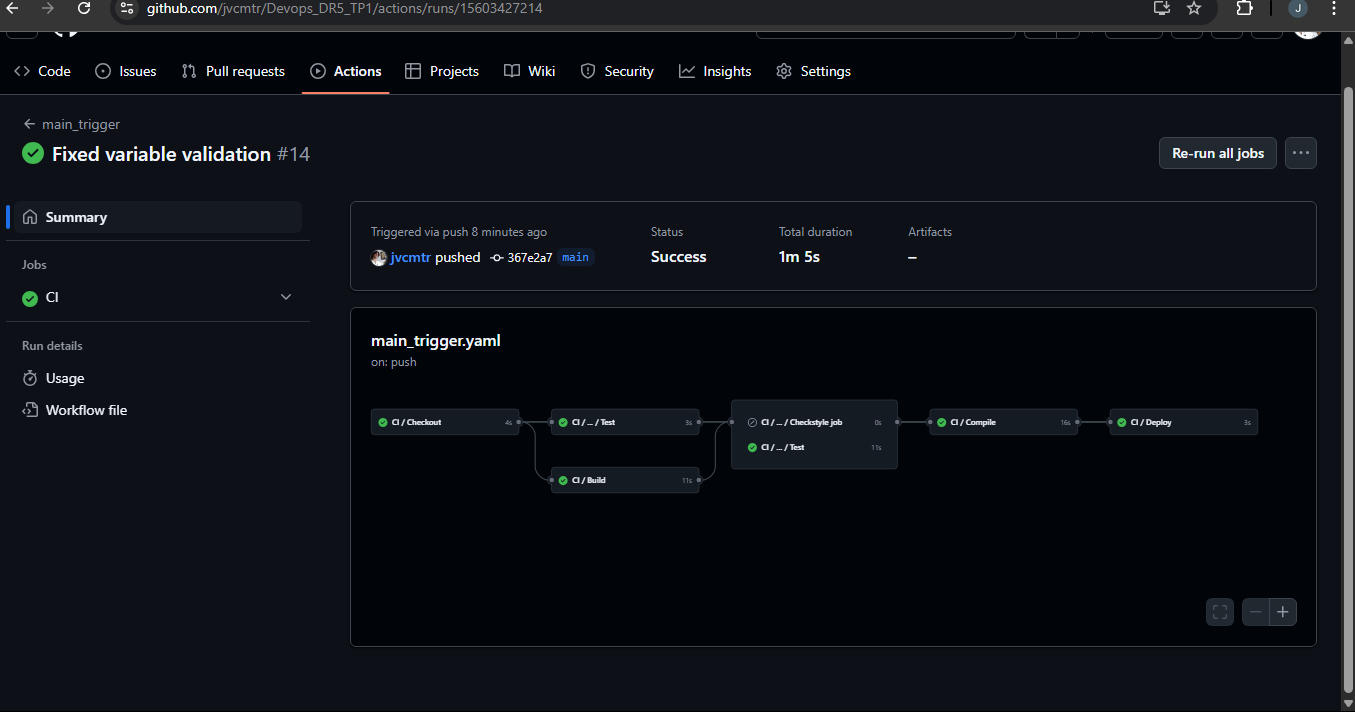 github.com/jvcmtr/Devops_DR5_TP1/actions/runs/15603427214
J
Code Issues Pull requests Actions Projects Wiki Security Insights Settings
main_trigger
Fixed variable validation #14
Re-run all jobs
Summary
Jobs
CI
Run details
Usage
Workflow file
Triggered via push 8 minutes ago
jvcmtr pushed 367e2a7 main
Status
Success
Total duration
1m 5s
Artifacts
–
main_trigger.yaml
on: push
CI / Checkout 4s
CI / ... / Test 3s
CI / Build 11s
CI / ... / Checkstyle job 0s
CI / ... / Test 11s
CI / Compile 16s
CI / Deploy 3s